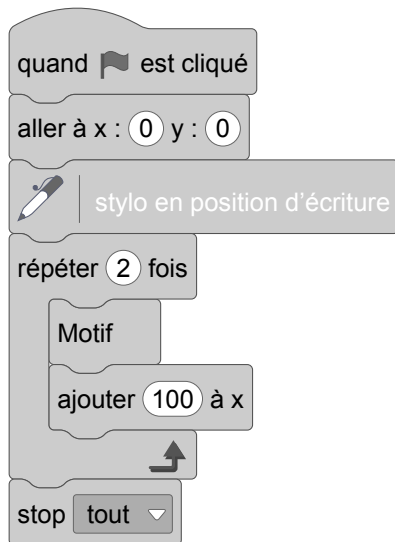 quand est cliqué
aller à x : 0 y : 0
stylo en position d’écriture
répéter 2 fois
Motif
ajouter 100 à x
stop tout